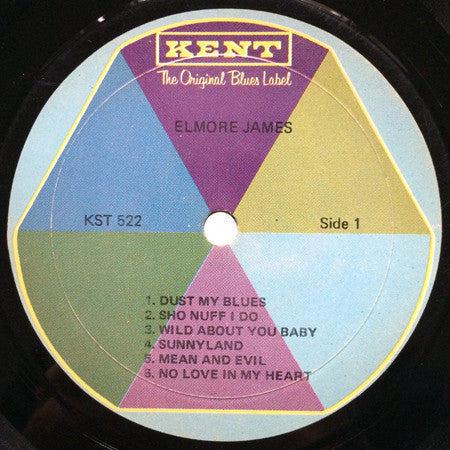 KENT
The Original Blues Label
ELMORE JAMES
KST 522
Side 1
1. DUST MY BLUES
2. SHO NUFF I DO
3. WILD ABOUT YOU BABY
4. SUNNYLAND
5. MEAN AND EVIL
6. NO LOVE IN MY HEART